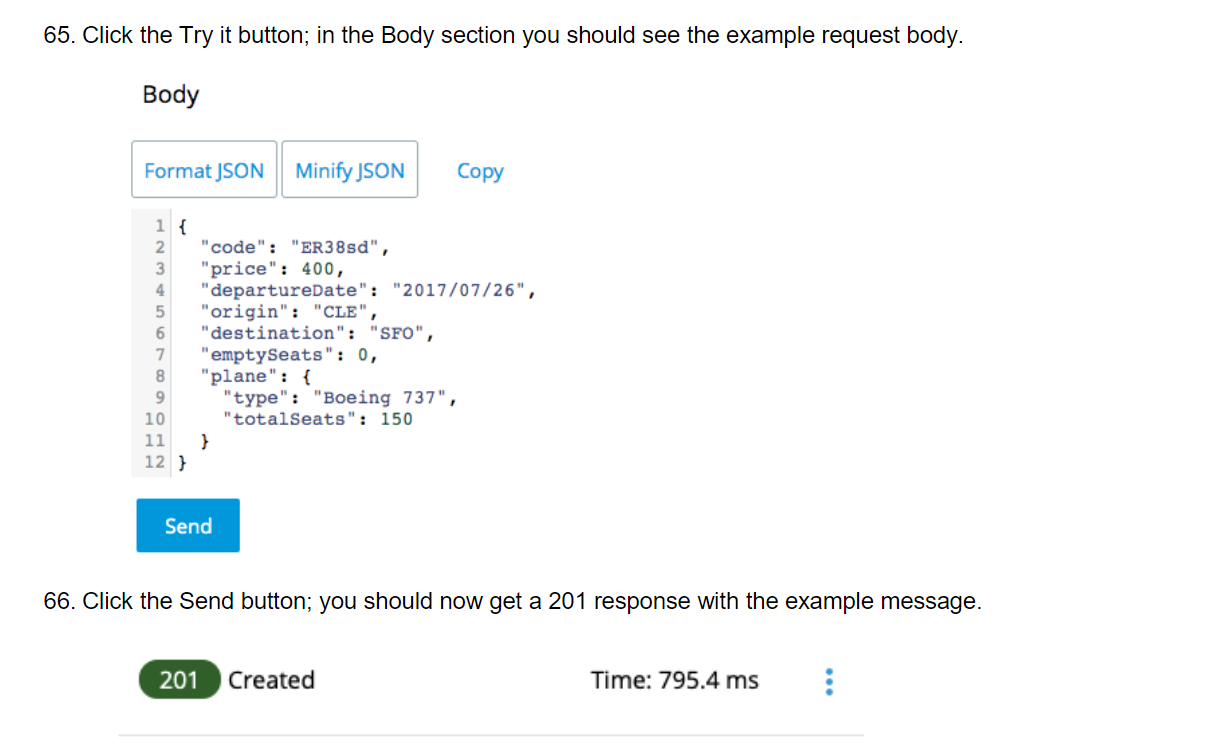 65. Click the Try it button; in the Body section you should see the example request body.
Body
Format JSON Minify JSON Copy
1 {
2 "code": "ER38sd",
3 "price": 400,
4 "departureDate": "2017/07/26",
5 "origin": "CLE",
6 "destination": "SFO",
7 "emptySeats": 0,
8 "plane": {
9 "type": "Boeing 737",
10 "totalSeats": 150
11 }
12 }
Send
66. Click the Send button; you should now get a 201 response with the example message.
201 Created Time: 795.4 ms